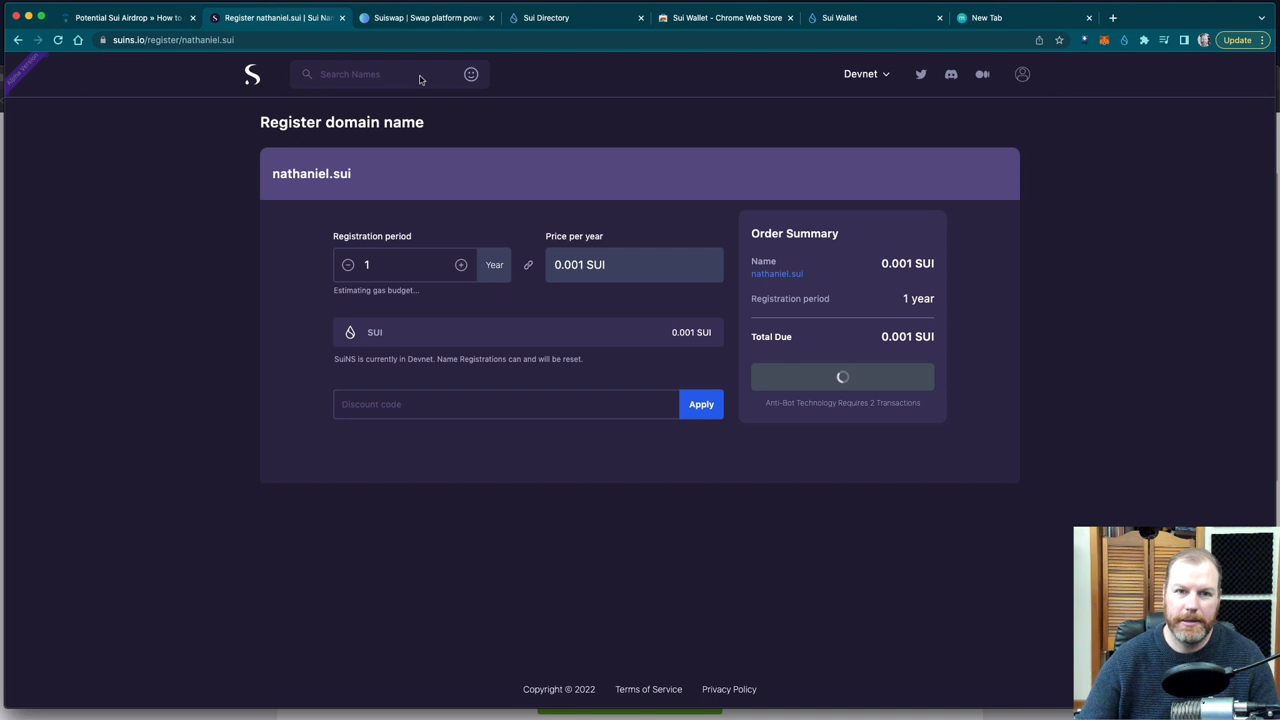 Potential Sui Airdrop » How to
Register nathaniel.sui | Sui Na
Suiswap | Swap platform powe
Sui Directory
Sui Wallet - Chrome Web Store
Sui Wallet
New Tab
suins.io/register/nathaniel.sui
Update
Alpha Version
Search Names
Devnet
Register domain name
nathaniel.sui
Registration period
Price per year
1
Year
0.001 SUI
Estimating gas budget...
SUI
0.001 SUI
SuiNS is currently in Devnet. Name Registrations can and will be reset.
Discount code
Apply
Order Summary
Name
0.001 SUI
nathaniel.sui
Registration period
1 year
Total Due
0.001 SUI
Anti-Bot Technology Requires 2 Transactions
Copyright © 2022
Terms of Service
Privacy Policy